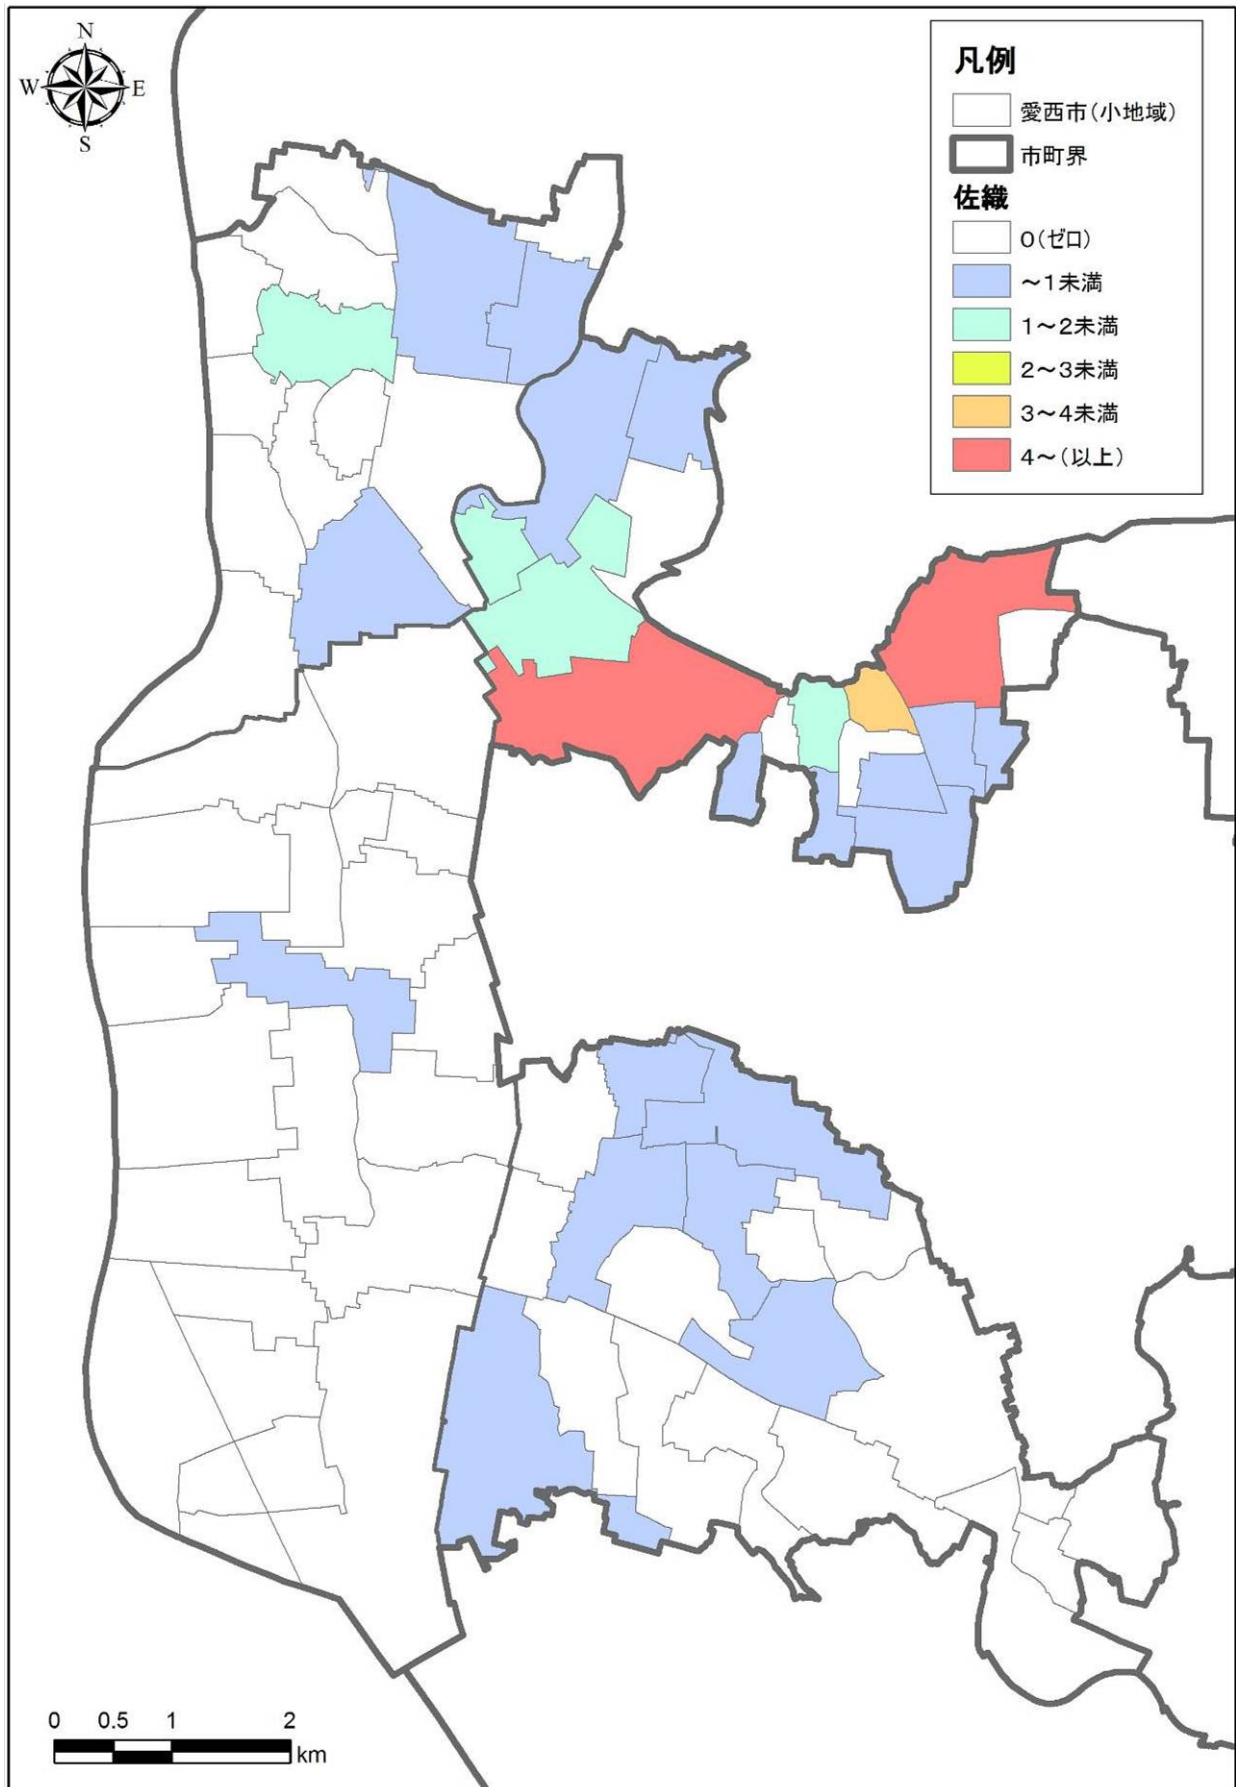 N
W E
S
凡例
愛西市(小地域)
市町界
佐織
0(ゼロ)
～1未満
1～2未満
2～3未満
3～4未満
4～(以上)
0 0.5 1 2
km